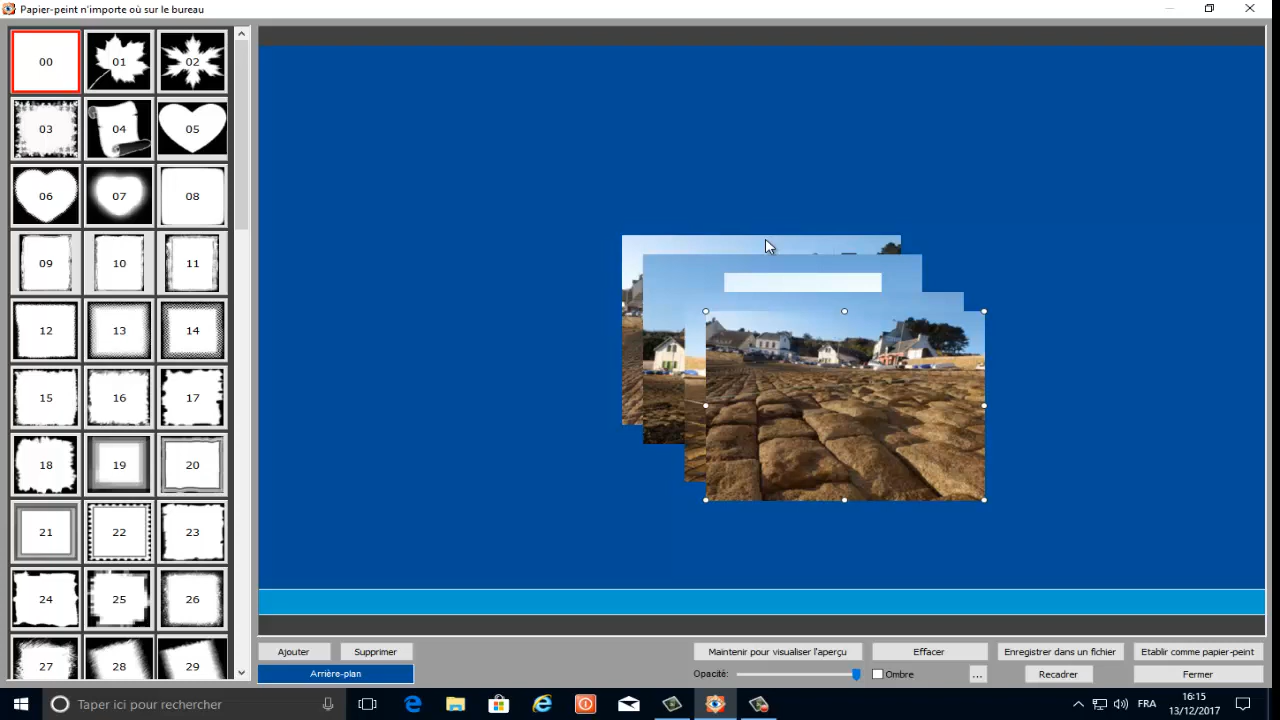 Papier-peint n'importe où sur le bureau
00 01 02
03 04 05
06 07 08
09 10 11
12 13 14
15 16 17
18 19 20
21 22 23
24 25 26
27 28 29
Ajouter Supprimer Maintenir pour visualiser l'aperçu Effacer Enregistrer dans un fichier Etablir comme papier-peint
Arrière-plan Opacité: Ombre ... Recadrer Fermer
Taper ici pour rechercher FRA 16:15
13/12/2017